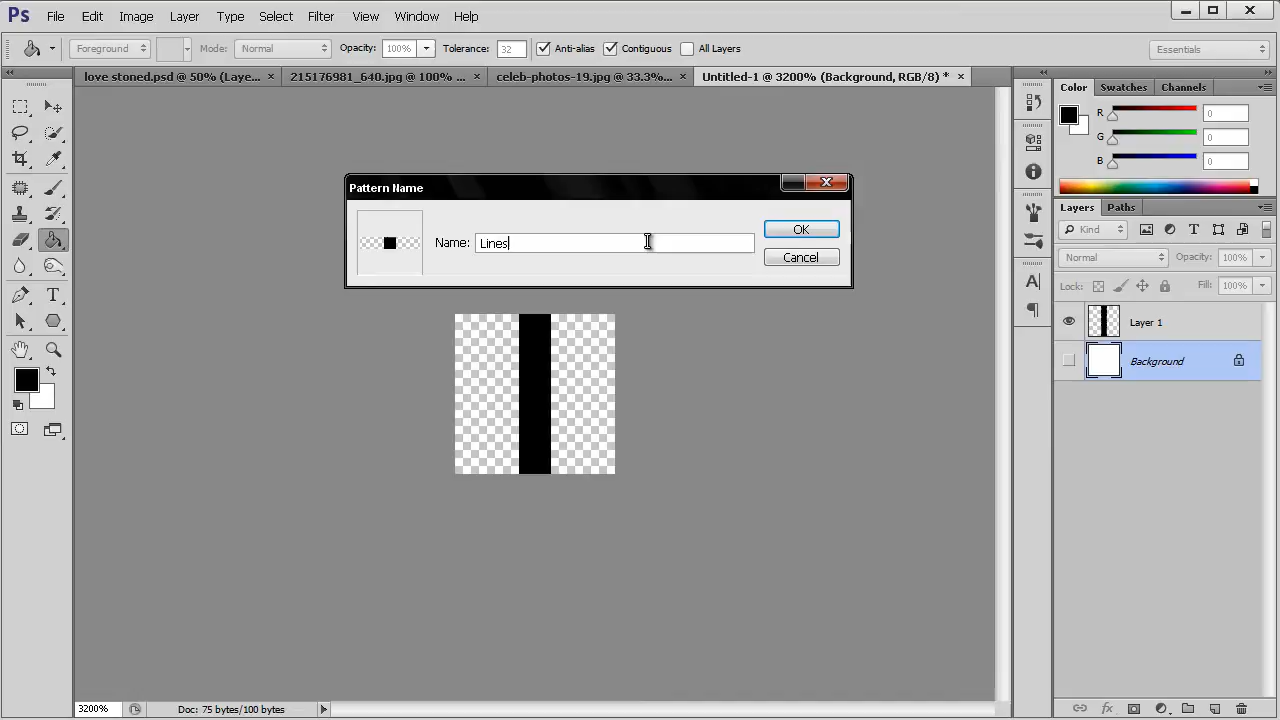 Ps File Edit Image Layer Type Select Filter View Window Help
Foreground Mode: Normal Opacity: 100% Tolerance: 32 Anti-alias Contiguous All Layers Essentials
love stoned.psd @ 50% (Laye... × 215176981_640.jpg @ 100% ... × celeb-photos-19.jpg @ 33.3%... × Untitled-1 @ 3200% (Background, RGB/8) * ×
Color Swatches Channels
R 0
G 0
B 0
Pattern Name
Name: Lines
OK
Cancel
Layers Paths
Kind
Normal Opacity: 100%
Lock: Fill: 100%
Layer 1
Background
3200% Doc: 75 bytes/100 bytes